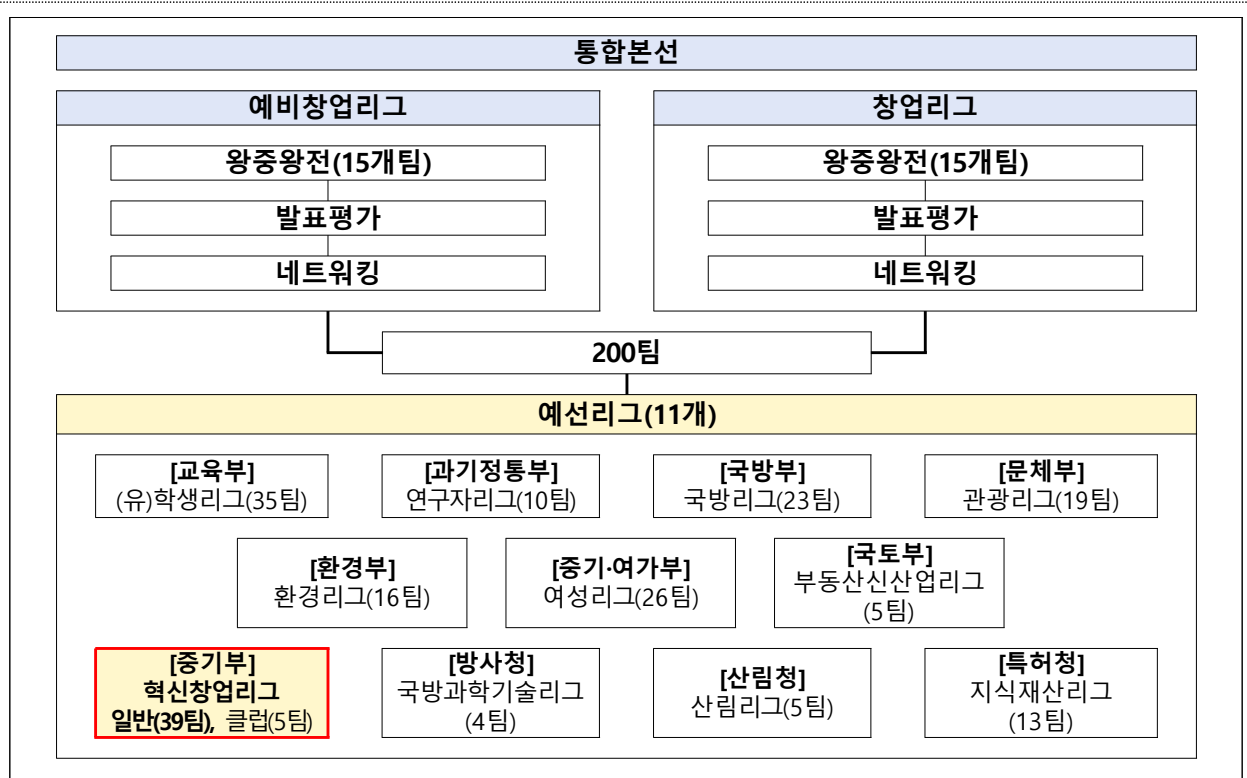 통합본선
예비창업리그
왕중왕전(15개팀)
발표평가
네트워킹
창업리그
왕중왕전(15개팀)
발표평가
네트워킹
200팀
예선리그(11개)
[교육부]
(유)학생리그(35팀)
[과기정통부]
연구자리그(10팀)
[국방부]
국방리그(23팀)
[문체부]
관광리그(19팀)
[환경부]
환경리그(16팀)
[중기·여가부]
여성리그(26팀)
[국토부]
부동산신산업리그
(5팀)
[중기부]
혁신창업리그
일반(39팀), 클럽(5팀)
[방사청]
국방과학기술리그
(4팀)
[산림청]
산림리그(5팀)
[특허청]
지식재산리그
(13팀)